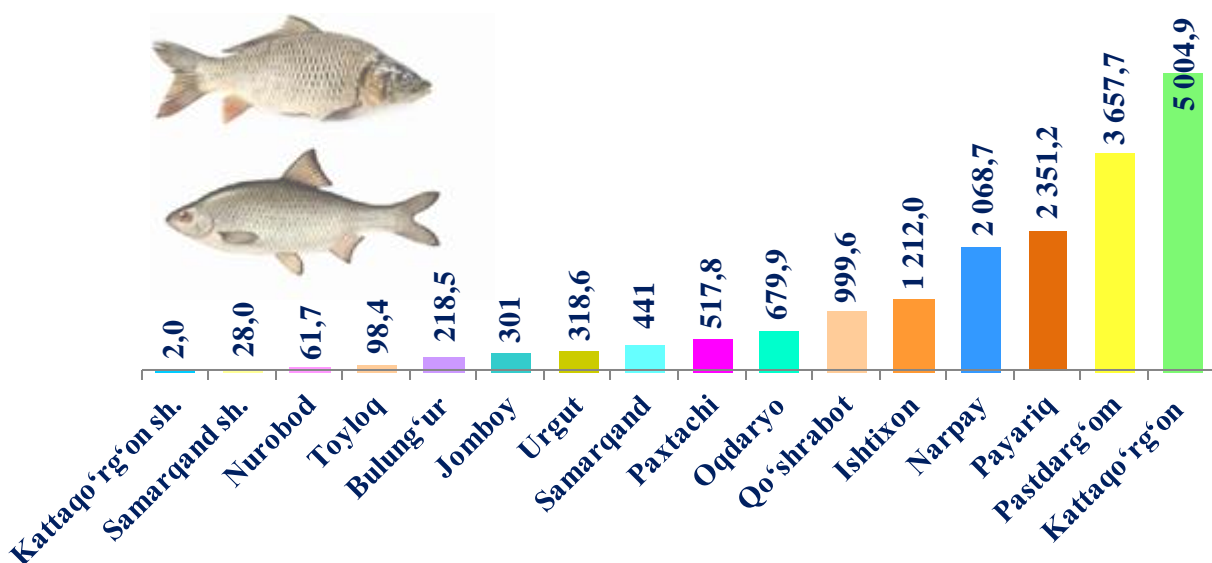 2,0
28,0
61,7
98,4
218,5
301
318,6
441
517,8
679,9
999,6
1 212,0
2 068,7
2 351,2
3 657,7
5 004,9
Kattaqo‘rg‘on sh.
Samarqand sh.
Nurobod
Toyloq
Bulung‘ur
Jomboy
Urgut
Samarqand
Paxtachi
Oqdaryo
Qo‘shrabot
Ishtixon
Narpay
Payariq
Pastdarg‘om
Kattaqo‘rg‘on